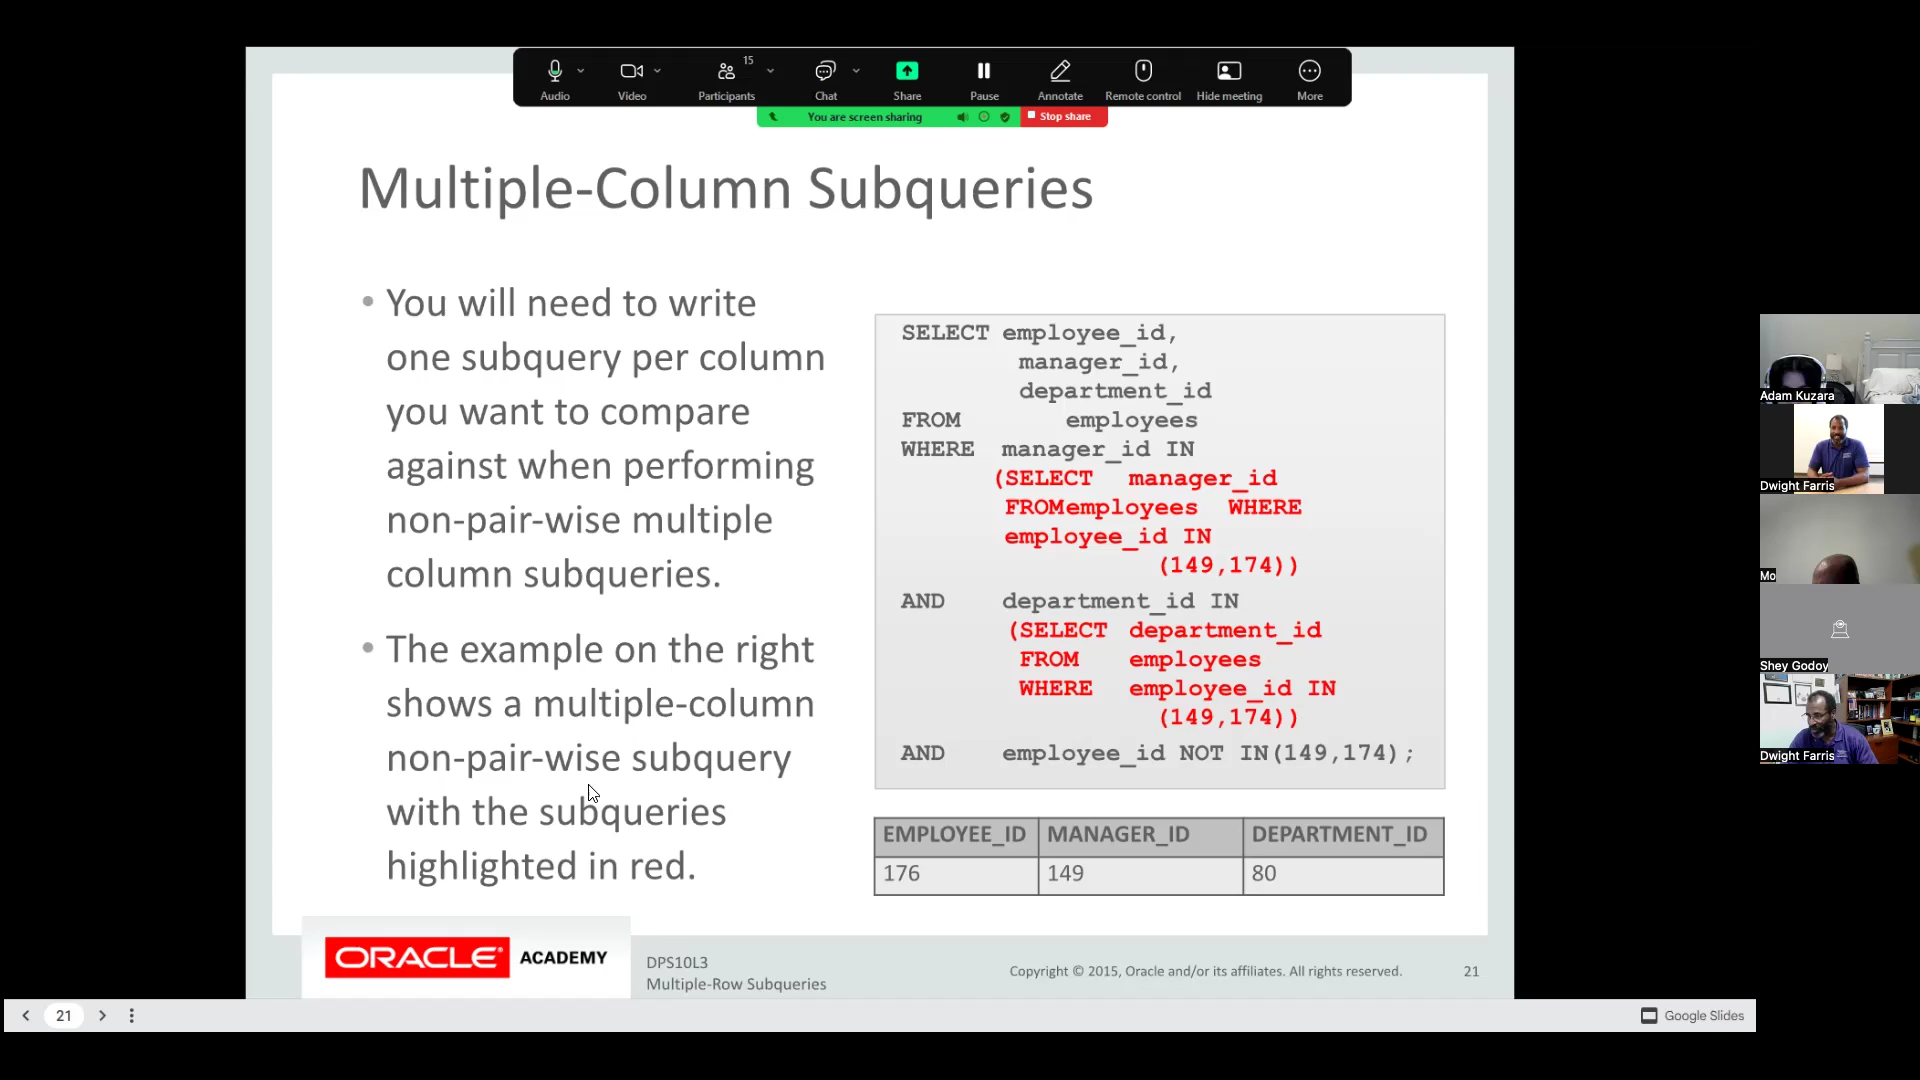 15
Audio
Video
Participants
Chat
Share
Pause
Annotate
Remote control
Hide meeting
More
You are screen sharing
Stop share
Multiple-Column Subqueries
• You will need to write
one subquery per column
you want to compare
against when performing
non-pair-wise multiple
column subqueries.
• The example on the right
shows a multiple-column
non-pair-wise subquery
with the subqueries
highlighted in red.
SELECT employee_id,
manager_id,
department_id
FROM employees
WHERE manager_id IN
(SELECT manager_id
FROMemployees WHERE
employee_id IN
(149,174))
AND department_id IN
(SELECT department_id
FROM employees
WHERE employee_id IN
(149,174))
AND employee_id NOT IN(149,174);
EMPLOYEE_ID MANAGER_ID DEPARTMENT_ID
176 149 80
ORACLE® ACADEMY
DPS10L3
Multiple-Row Subqueries
Copyright © 2015, Oracle and/or its affiliates. All rights reserved.
21
Adam Kuzara
Dwight Farris
Mo
Shey Godoy
Dwight Farris
21
Google Slides